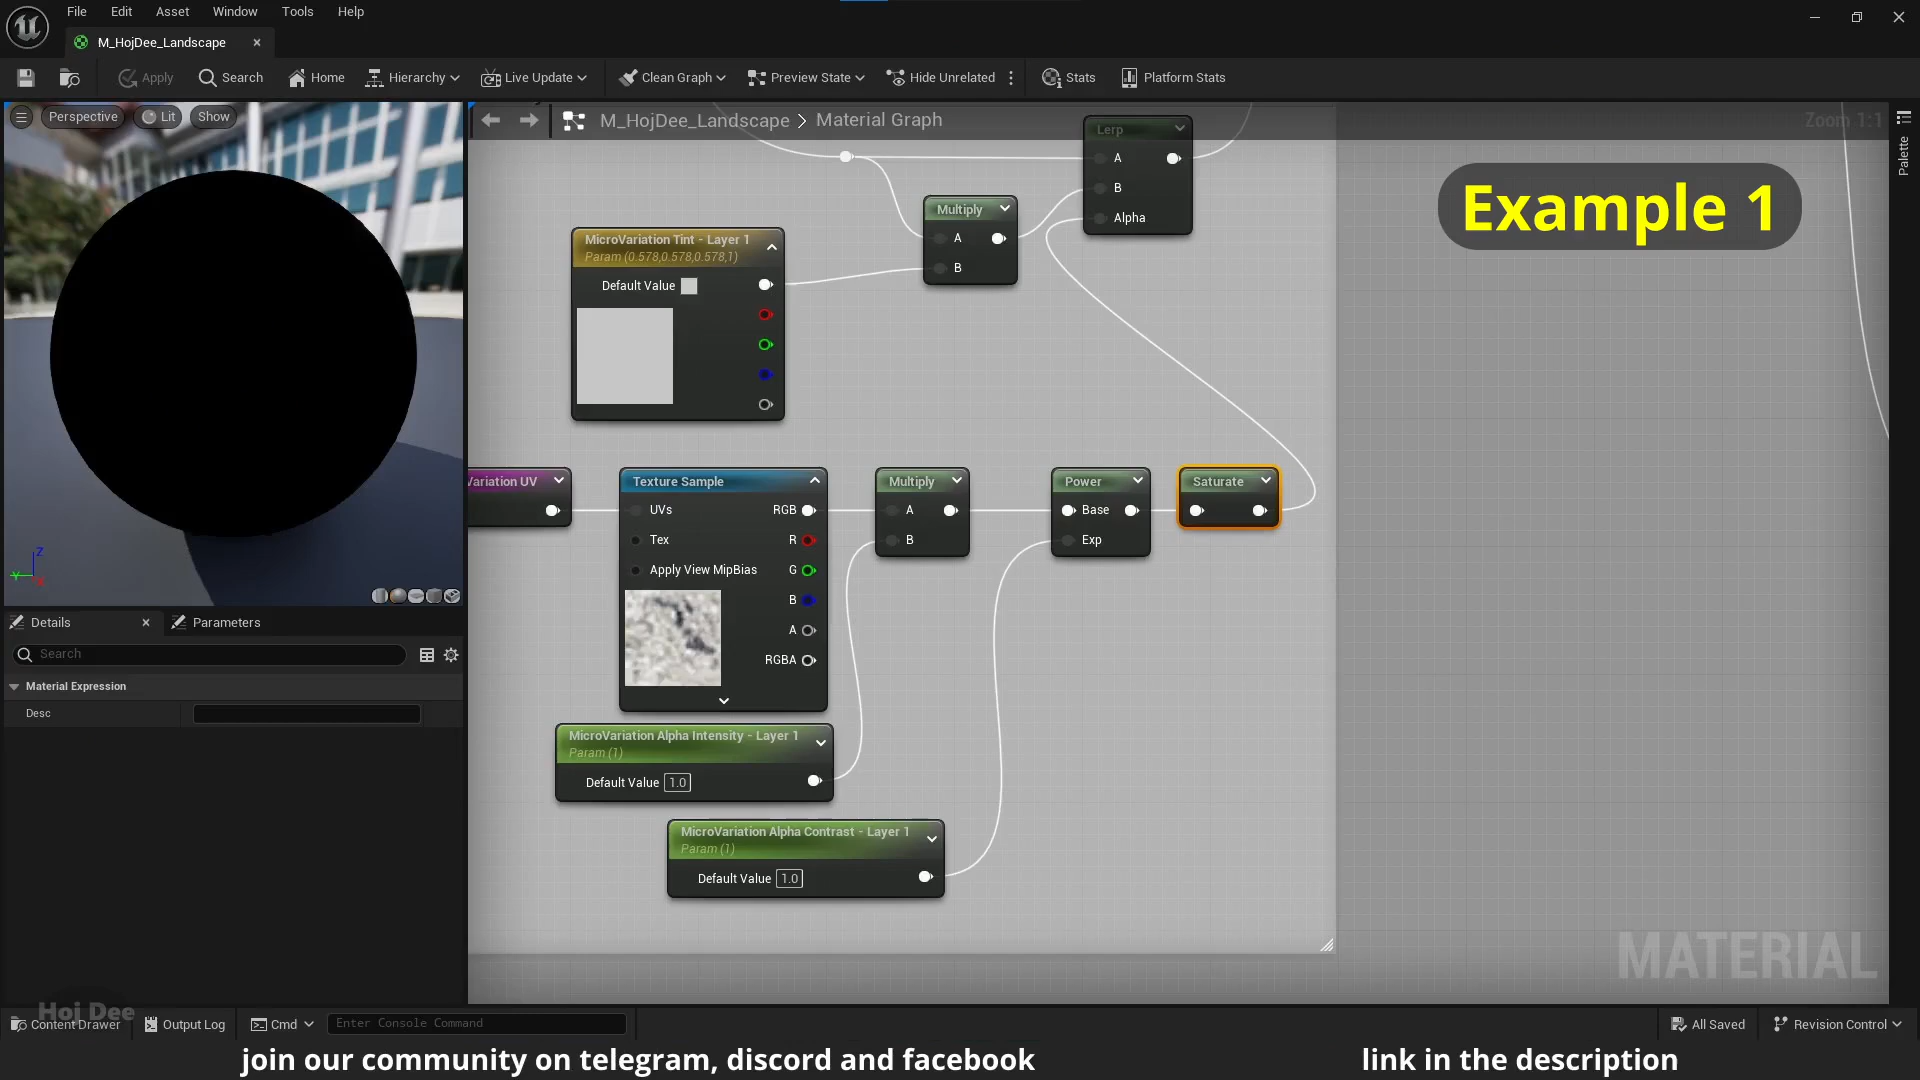 File Edit Asset Window Tools Help
M_HojDee_Landscape
Apply Search Home Hierarchy Live Update Clean Graph Preview State Hide Unrelated Stats Platform Stats
Perspective Lit Show
M_HojDee_Landscape > Material Graph
Zoom 1:1
Palette
Example 1
Lerp
A
B
Alpha
Multiply
A
B
MicroVariation Tint - Layer 1
Param (0.578,0.578,0.578,1)
Default Value
Variation UV
Texture Sample
UVs RGB
Tex R
Apply View MipBias G
B
A
RGBA
Multiply
A
B
Power
Base
Exp
Saturate
MicroVariation Alpha Intensity - Layer 1
Param (1)
Default Value 1.0
MicroVariation Alpha Contrast - Layer 1
Param (1)
Default Value 1.0
MATERIAL
Z
Y
Details Parameters
Search
Material Expression
Desc
Hoj Dee
Content Drawer Output Log Cmd Enter Console Command All Saved Revision Control
join our community on telegram, discord and facebook link in the description